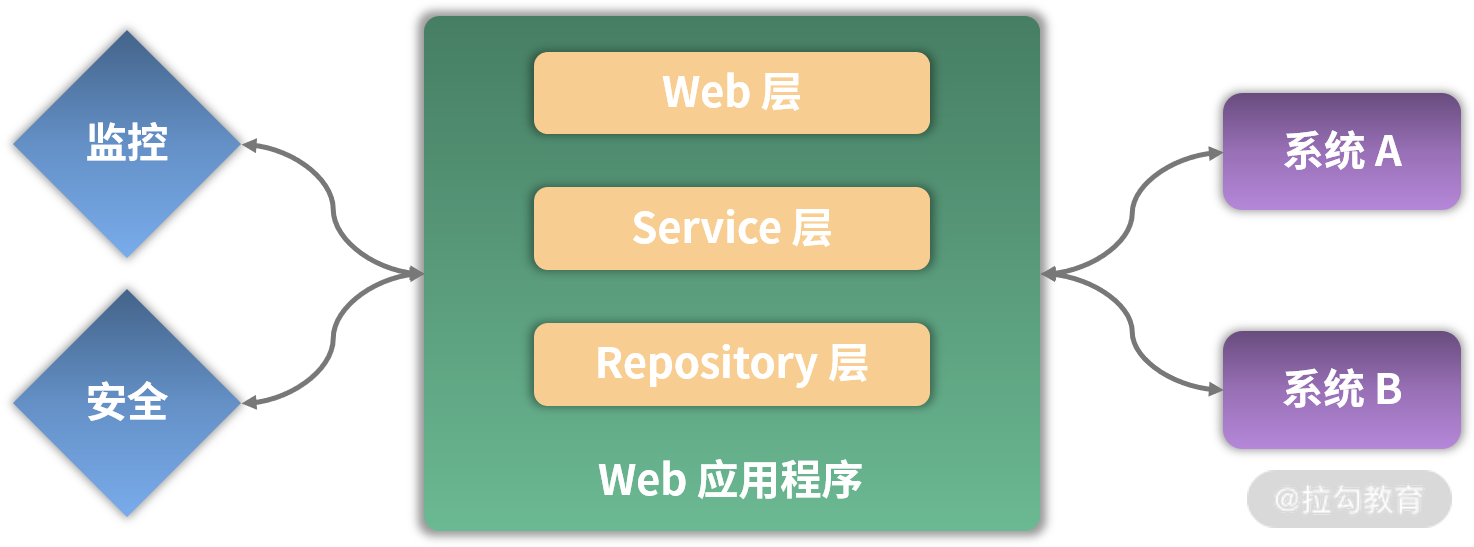 监控
安全
Web 层
Service 层
Repository 层
Web 应用程序
系统 A
系统 B
@拉勾教育